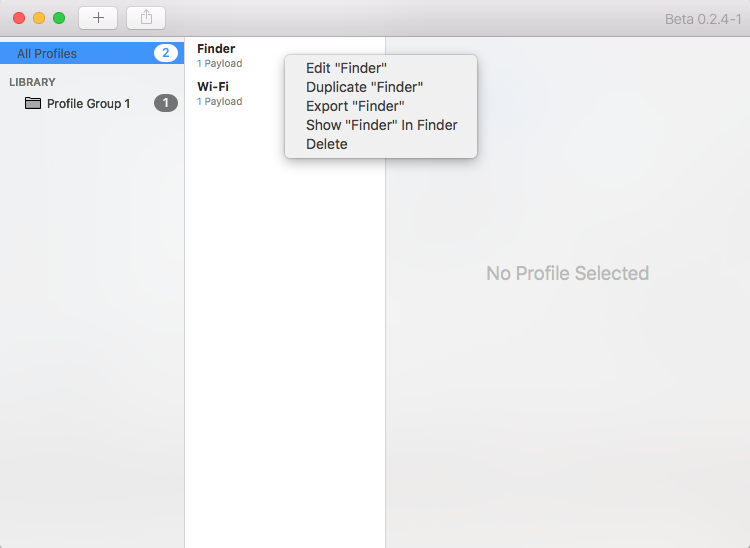 Beta 0.2.4-1
All Profiles 2
LIBRARY
Profile Group 1 1
Finder
1 Payload
Wi-Fi
1 Payload
Edit "Finder"
Duplicate "Finder"
Export "Finder"
Show "Finder" In Finder
Delete
No Profile Selected